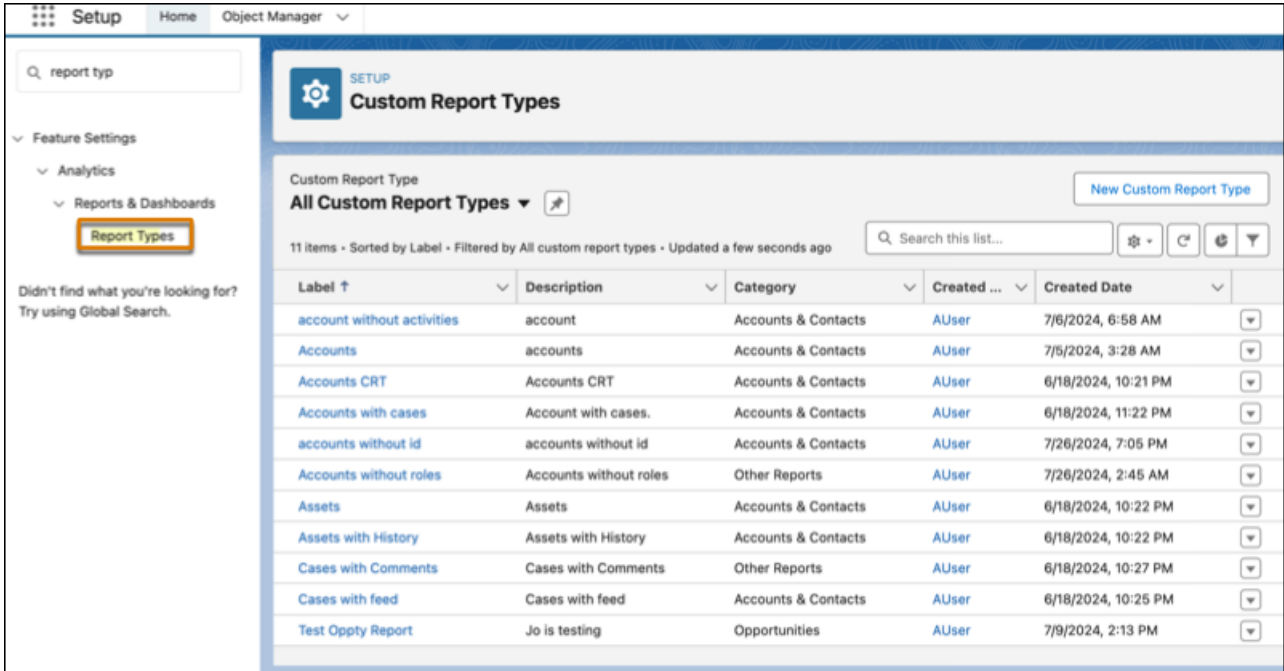 Setup Home Object Manager
report typ
Feature Settings
Analytics
Reports & Dashboards
Report Types
Didn't find what you're looking for?
Try using Global Search.
SETUP
Custom Report Types
Custom Report Type
All Custom Report Types
New Custom Report Type
11 items • Sorted by Label • Filtered by All custom report types • Updated a few seconds ago
Search this list...
Label ↑ Description Category Created ... Created Date
account without activities account Accounts & Contacts AUser 7/6/2024, 6:58 AM
Accounts accounts Accounts & Contacts AUser 7/5/2024, 3:28 AM
Accounts CRT Accounts CRT Accounts & Contacts AUser 6/18/2024, 10:21 PM
Accounts with cases Account with cases. Accounts & Contacts AUser 6/18/2024, 11:22 PM
accounts without id accounts without id Accounts & Contacts AUser 7/26/2024, 7:05 PM
Accounts without roles Accounts without roles Other Reports AUser 7/26/2024, 2:45 AM
Assets Assets Accounts & Contacts AUser 6/18/2024, 10:22 PM
Assets with History Assets with History Accounts & Contacts AUser 6/18/2024, 10:22 PM
Cases with Comments Cases with Comments Other Reports AUser 6/18/2024, 10:27 PM
Cases with feed Cases with feed Accounts & Contacts AUser 6/18/2024, 10:25 PM
Test Oppty Report Jo is testing Opportunities AUser 7/9/2024, 2:13 PM